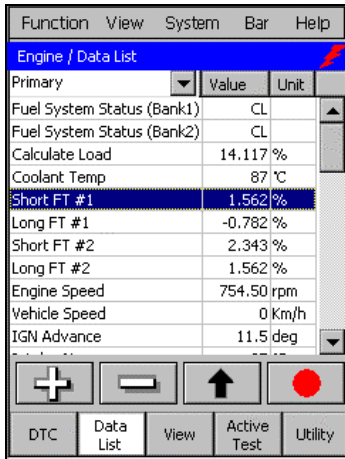 Function View System Bar Help
Engine / Data List
Primary Value Unit
Fuel System Status (Bank1) CL
Fuel System Status (Bank2) CL
Calculate Load 14.117 %
Coolant Temp 87 °C
Short FT #1 1.562 %
Long FT #1 -0.782 %
Short FT #2 2.343 %
Long FT #2 1.562 %
Engine Speed 754.50 rpm
Vehicle Speed 0 Km/h
IGN Advance 11.5 deg
DTC Data List View Active Test Utility